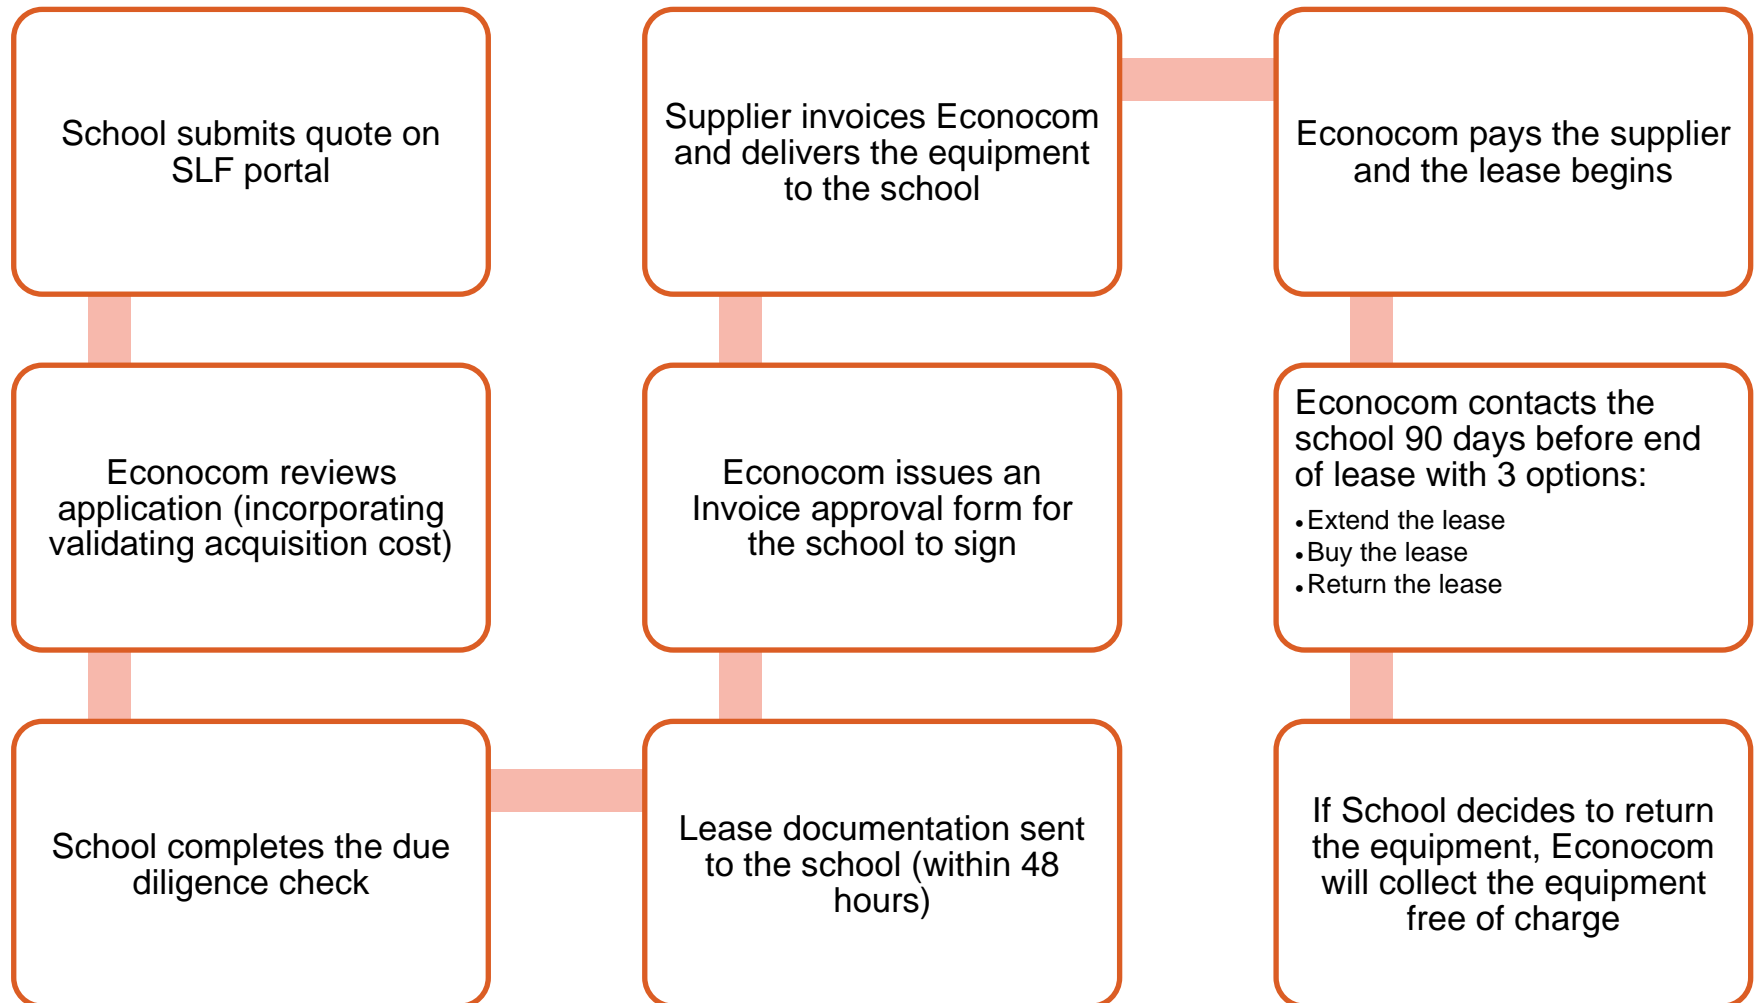 School submits quote on
SLF portal
Econocom reviews
application (incorporating
validating acquisition cost)
School completes the due
diligence check
Lease documentation sent
to the school (within 48
hours)
Econocom issues an
Invoice approval form for
the school to sign
Supplier invoices Econocom
and delivers the equipment
to the school
Econocom pays the supplier
and the lease begins
Econocom contacts the
school 90 days before end
of lease with 3 options:
• Extend the lease
• Buy the lease
• Return the lease
If School decides to return
the equipment, Econocom
will collect the equipment
free of charge